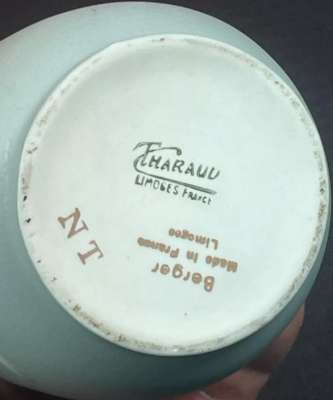 THARAUD
LIMOGES FRANCE
NT
Berger
Made in France
Limoges